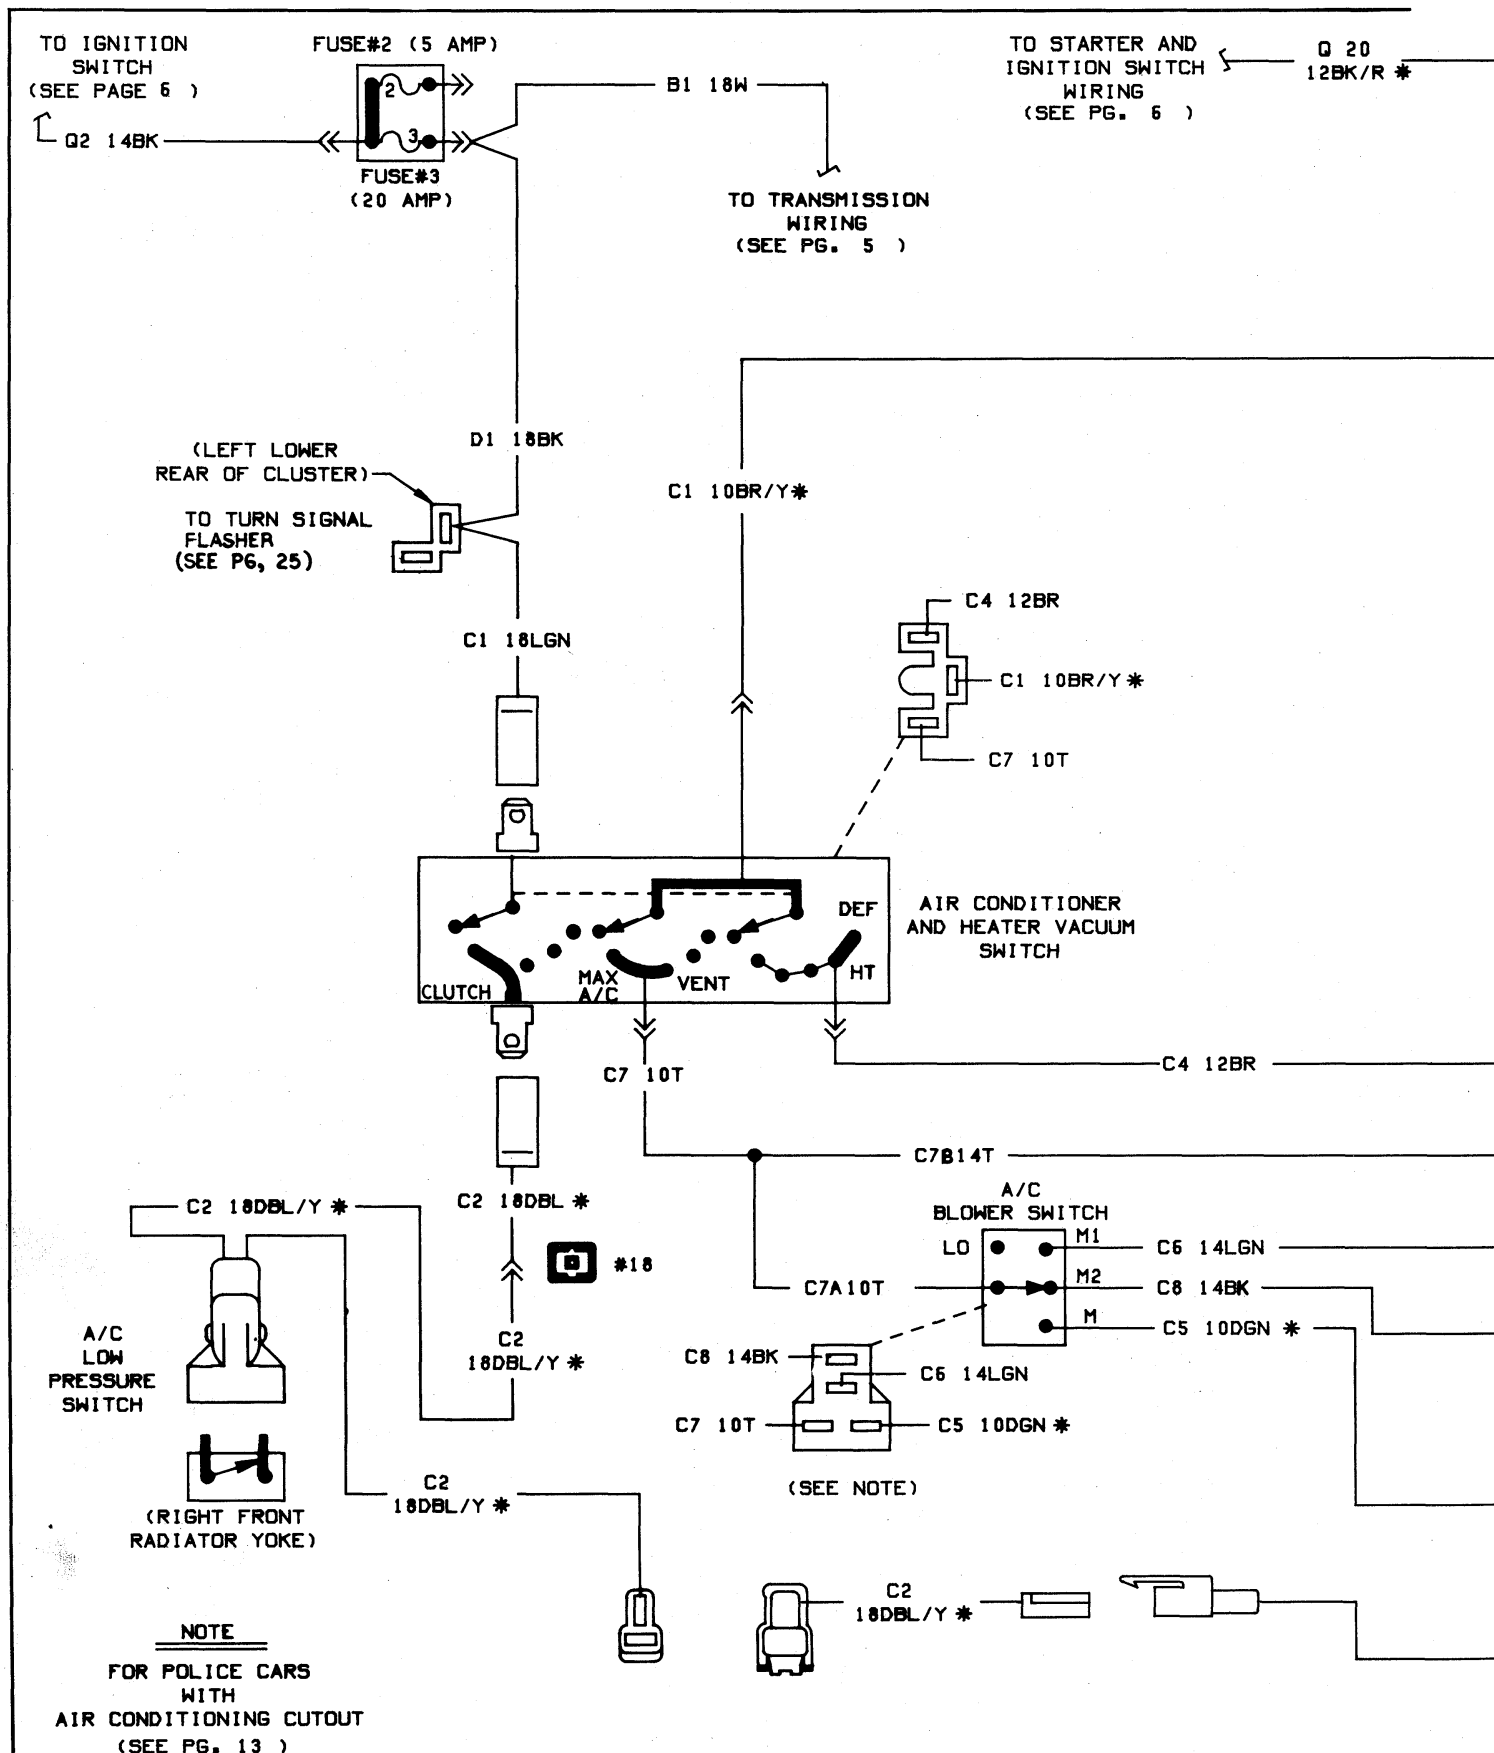 TO IGNITION
SWITCH
(SEE PAGE 6 )
Q2 14BK
FUSE#2 (5 AMP)
2
3
FUSE#3
(20 AMP)
B1 18W
TO TRANSMISSION
WIRING
(SEE PG. 5 )
TO STARTER AND
IGNITION SWITCH
WIRING
(SEE PG. 6 )
Q 20
12BK/R *
D1 18BK
(LEFT LOWER
REAR OF CLUSTER)
TO TURN SIGNAL
FLASHER
(SEE PG, 25)
C1 18LGN
C1 10BR/Y*
C4 12BR
C1 10BR/Y *
C7 10T
AIR CONDITIONER
AND HEATER VACUUM
SWITCH
CLUTCH
MAX
A/C
VENT
DEF
HT
C7 10T
C4 12BR
C7B14T
C2 18DBL/Y *
C2 18DBL *
#18
C2
18DBL/Y *
A/C
LOW
PRESSURE
SWITCH
(RIGHT FRONT
RADIATOR YOKE)
C2
18DBL/Y *
A/C
BLOWER SWITCH
LO
M1
M2
M
C7A10T
C6 14LGN
C8 14BK
C5 10DGN *
C8 14BK
C6 14LGN
C7 10T
C5 10DGN *
(SEE NOTE)
C2
18DBL/Y *
NOTE
FOR POLICE CARS
WITH
AIR CONDITIONING CUTOUT
(SEE PG. 13 )